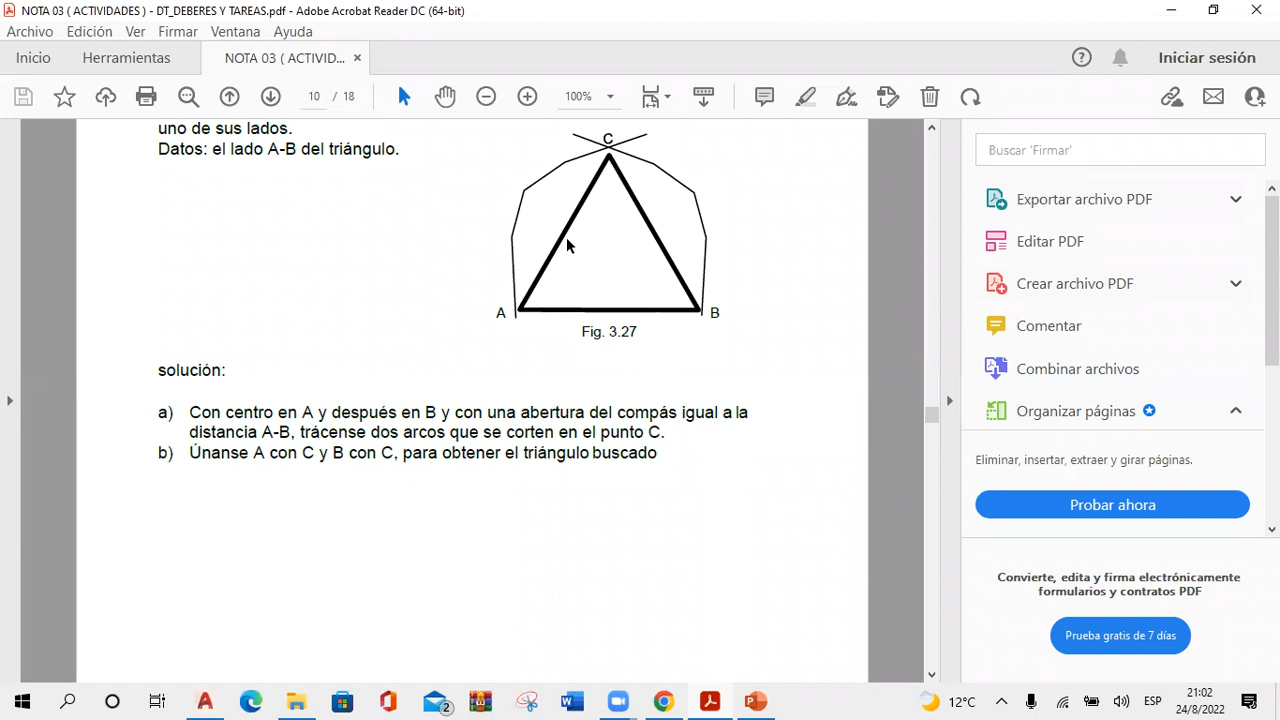 NOTA 03 ( ACTIVIDADES ) - DT_DEBERES Y TAREAS.pdf - Adobe Acrobat Reader DC (64-bit)
Archivo Edición Ver Firmar Ventana Ayuda
Inicio Herramientas NOTA 03 ( ACTIVID... × Iniciar sesión
10 / 18 100%
uno de sus lados.
Datos: el lado A-B del triángulo.
C
A B
Fig. 3.27
solución:
a) Con centro en A y después en B y con una abertura del compás igual a la
distancia A-B, trácense dos arcos que se corten en el punto C.
b) Únanse A con C y B con C, para obtener el triángulo buscado
Buscar 'Firmar'
Exportar archivo PDF
Editar PDF
Crear archivo PDF
Comentar
Combinar archivos
Organizar páginas
Eliminar, insertar, extraer y girar páginas.
Probar ahora
Convierte, edita y firma electrónicamente
formularios y contratos PDF
Prueba gratis de 7 días
2
12°C ESP
21:02
24/8/2022